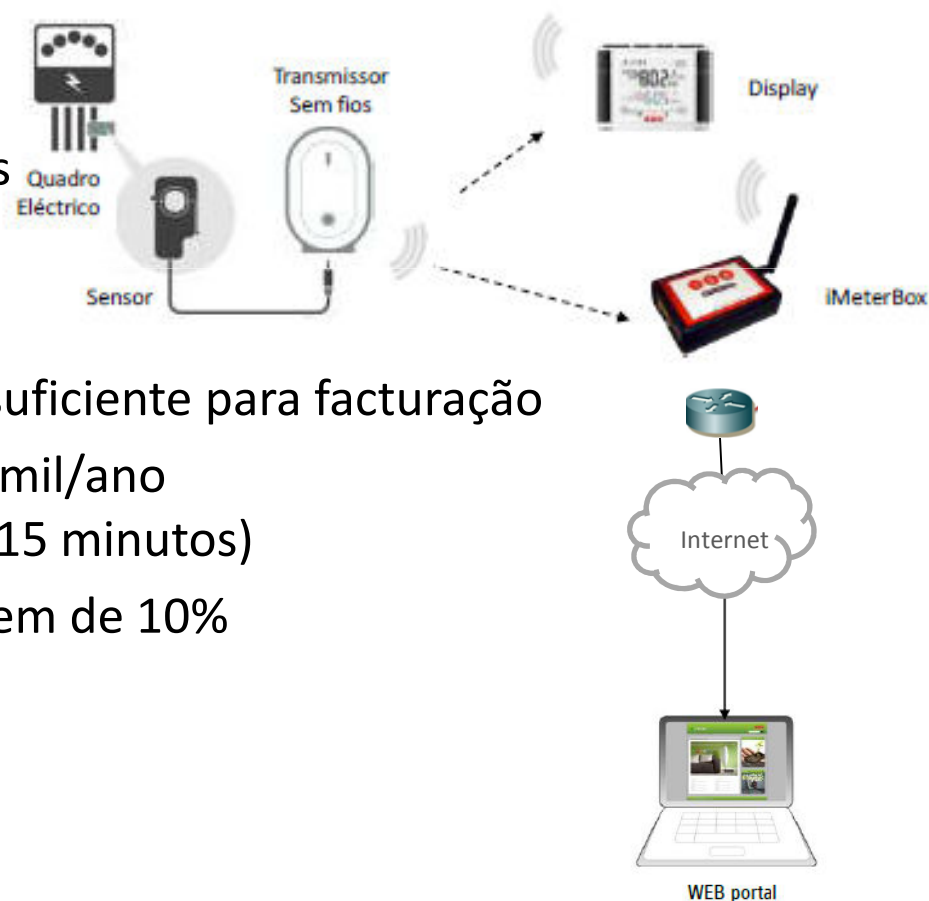 Transmissor
Sem fios
Display
s
Quadro
Eléctrico
Sensor
iMeterBox
suficiente para facturação
mil/ano
15 minutos)
em de 10%
Internet
WEB portal